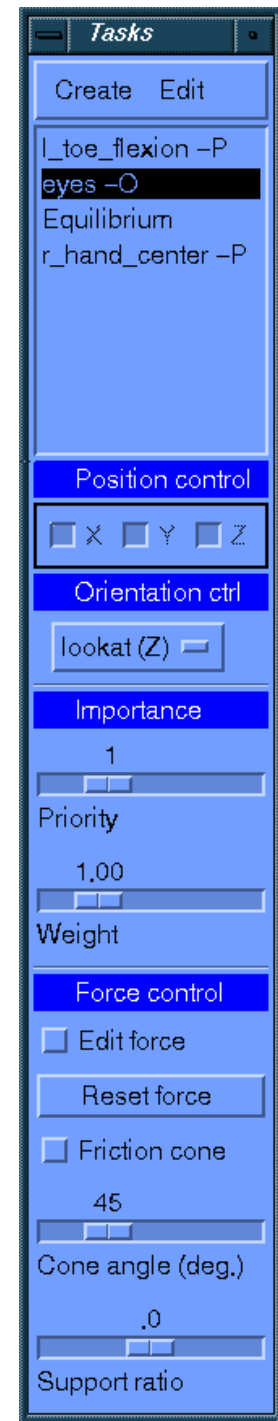 Tasks
Create Edit
l_toe_flexion –P
eyes –O
Equilibrium
r_hand_center –P
Position control
X Y Z
Orientation ctrl
lookat (Z)
Importance
1
Priority
1.00
Weight
Force control
Edit force
Reset force
Friction cone
45
Cone angle (deg.)
.0
Support ratio